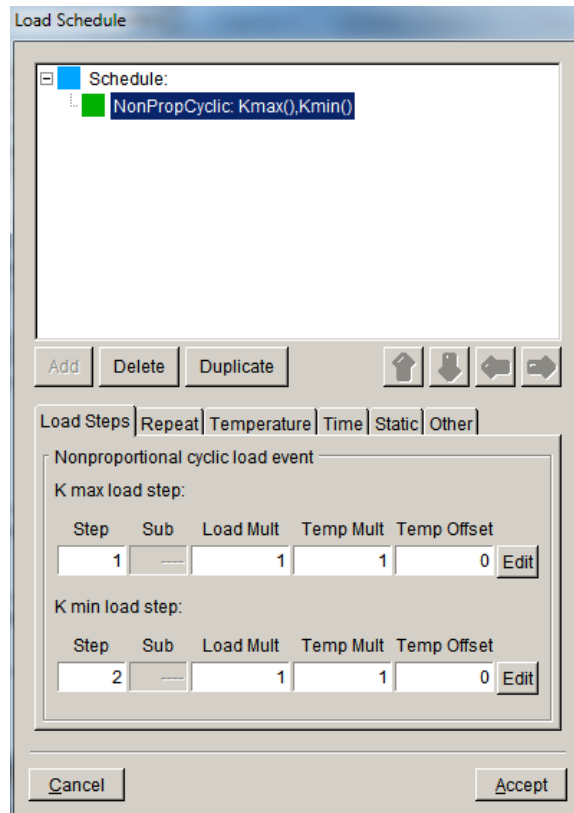 Load Schedule
Schedule:
NonPropCyclic: Kmax(),Kmin()
Add Delete Duplicate
Load Steps Repeat Temperature Time Static Other
Nonproportional cyclic load event
K max load step:
Step Sub Load Mult Temp Mult Temp Offset
1 ---- 1 1 0 Edit
K min load step:
Step Sub Load Mult Temp Mult Temp Offset
2 ---- 1 1 0 Edit
Cancel Accept